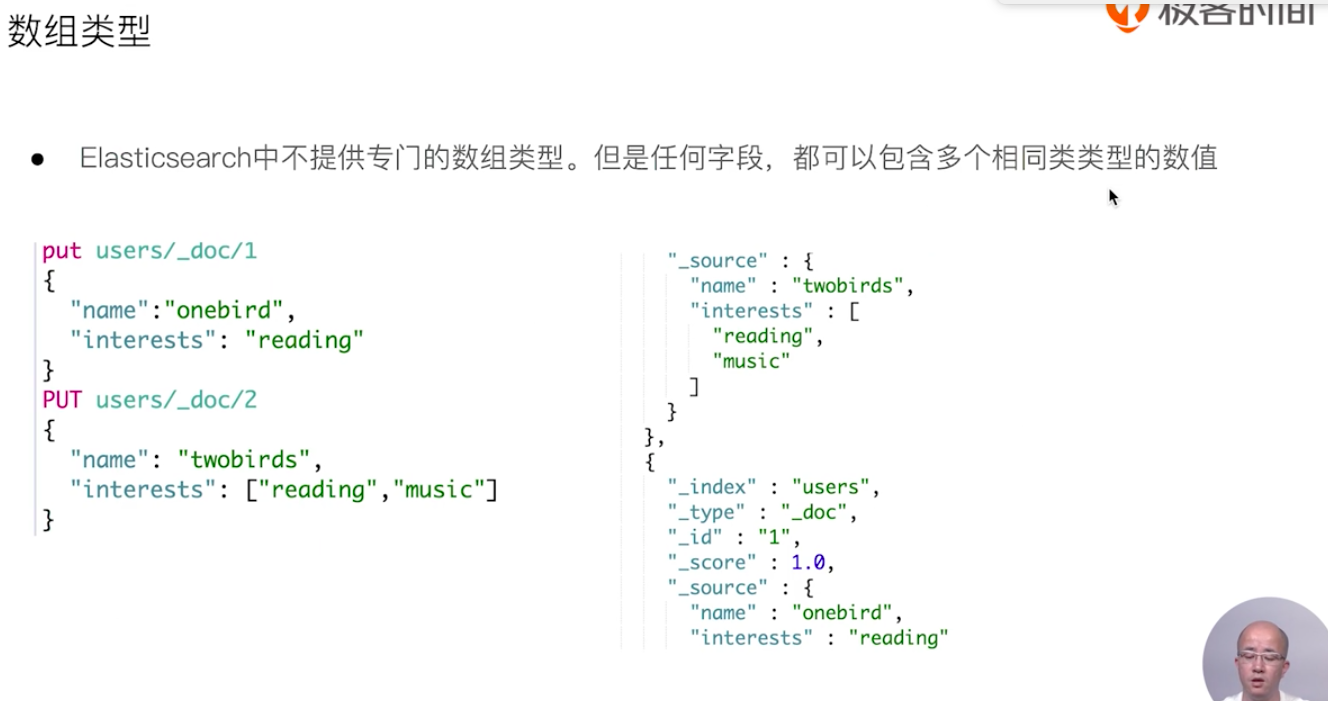 数组类型
极客时间
● Elasticsearch中不提供专门的数组类型。但是任何字段，都可以包含多个相同类类型的数值
put users/_doc/1
{
  "name":"onebird",
  "interests": "reading"
}
PUT users/_doc/2
{
  "name": "twobirds",
  "interests": ["reading","music"]
}
"_source" : {
  "name" : "twobirds",
  "interests" : [
    "reading",
    "music"
  ]
}
},
{
"_index" : "users",
"_type" : "_doc",
"_id" : "1",
"_score" : 1.0,
"_source" : {
  "name" : "onebird",
  "interests" : "reading"